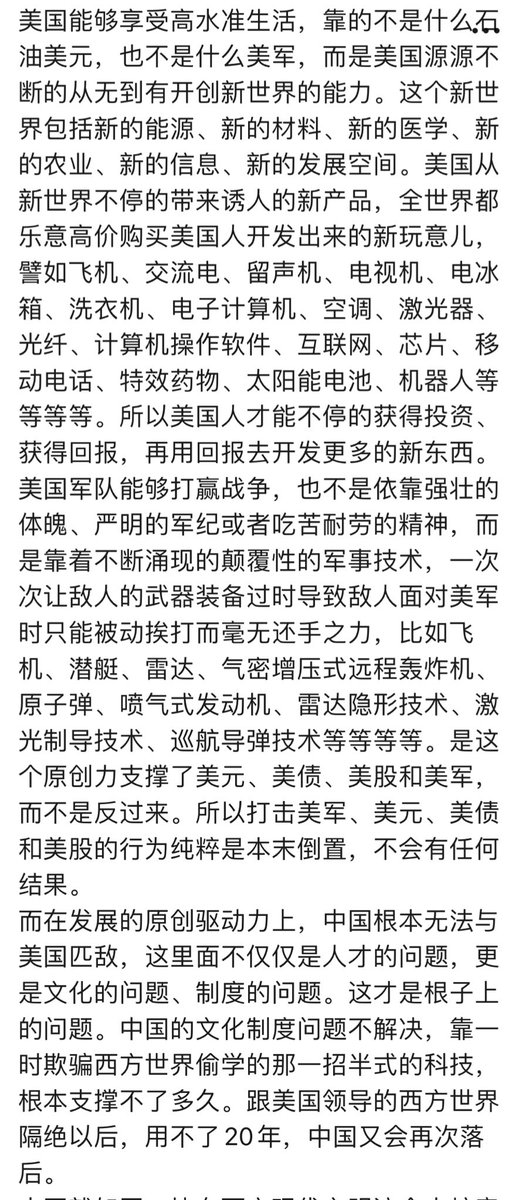 美国能够享受高水准生活，靠的不是什么石
油美元，也不是什么美军，而是美国源源不
断的从无到有开创新世界的能力。这个新世
界包括新的能源、新的材料、新的医学、新
的农业、新的信息、新的发展空间。美国从
新世界不停的带来诱人的新产品，全世界都
乐意高价购买美国人开发出来的新玩意儿，
譬如飞机、交流电、留声机、电视机、电冰
箱、洗衣机、电子计算机、空调、激光器、
光纤、计算机操作软件、互联网、芯片、移
动电话、特效药物、太阳能电池、机器人等
等等等。所以美国人才能不停的获得投资、
获得回报，再用回报去开发更多的新东西。
美国军队能够打赢战争，也不是依靠强壮的
体魄、严明的军纪或者吃苦耐劳的精神，而
是靠着不断涌现的颠覆性的军事技术，一次
次让敌人的武器装备过时导致敌人面对美军
时只能被动挨打而毫无还手之力，比如飞
机、潜艇、雷达、气密增压式远程轰炸机、
原子弹、喷气式发动机、雷达隐形技术、激
光制导技术、巡航导弹技术等等等等。是这
个原创力支撑了美元、美债、美股和美军，
而不是反过来。所以打击美军、美元、美债
和美股的行为纯粹是本末倒置，不会有任何
结果。
而在发展的原创驱动力上，中国根本无法与
美国匹敌，这里面不仅仅是人才的问题，更
是文化的问题、制度的问题。这才是根子上
的问题。中国的文化制度问题不解决，靠一
时欺骗西方世界偷学的那一招半式的科技，
根本支撑不了多久。跟美国领导的西方世界
隔绝以后，用不了20年，中国又会再次落
后。